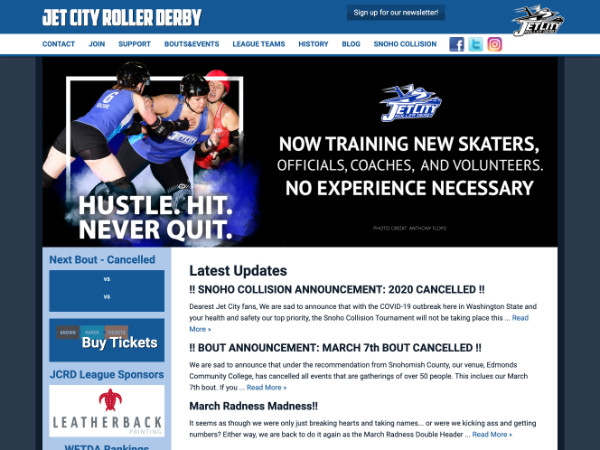 JET CITY ROLLER DERBY
Sign up for our newsletter!
JETCITY
CONTACT JOIN SUPPORT BOUTS&EVENTS LEAGUE TEAMS HISTORY BLOG SNOHO COLLISION
6
JETCITY
JETCITY
ROLLER DERBY
NOW TRAINING NEW SKATERS,
OFFICIALS, COACHES, AND VOLUNTEERS.
NO EXPERIENCE NECESSARY
HUSTLE. HIT.
NEVER QUIT.
PHOTO CREDIT: ANTHONY FLOYD
Next Bout - Cancelled
vs
vs
BROWN PAPER TICKETS
Buy Tickets
JCRD League Sponsors
LEATHERBACK
PRINTING
WFTDA Rankings
Latest Updates
!! SNOHO COLLISION ANNOUNCEMENT: 2020 CANCELLED !!
Dearest Jet City fans, We are sad to announce that with the COVID-19 outbreak here in Washington State and
your health and safety our top priority, the Snoho Collision Tournament will not be taking place this ... Read
More »
!! BOUT ANNOUNCEMENT: MARCH 7th BOUT CANCELLED !!
We are sad to announce that under the recommendation from Snohomish County, our venue, Edmonds
Community College, has cancelled all events that are gatherings of over 50 people. This inclues our March
7th bout. If you ... Read More »
March Radness Madness!!
It seems as though we were only just breaking hearts and taking names... or were we kicking ass and getting
numbers? Either way, we are back to do it again as the March Radness Double Header ... Read More »